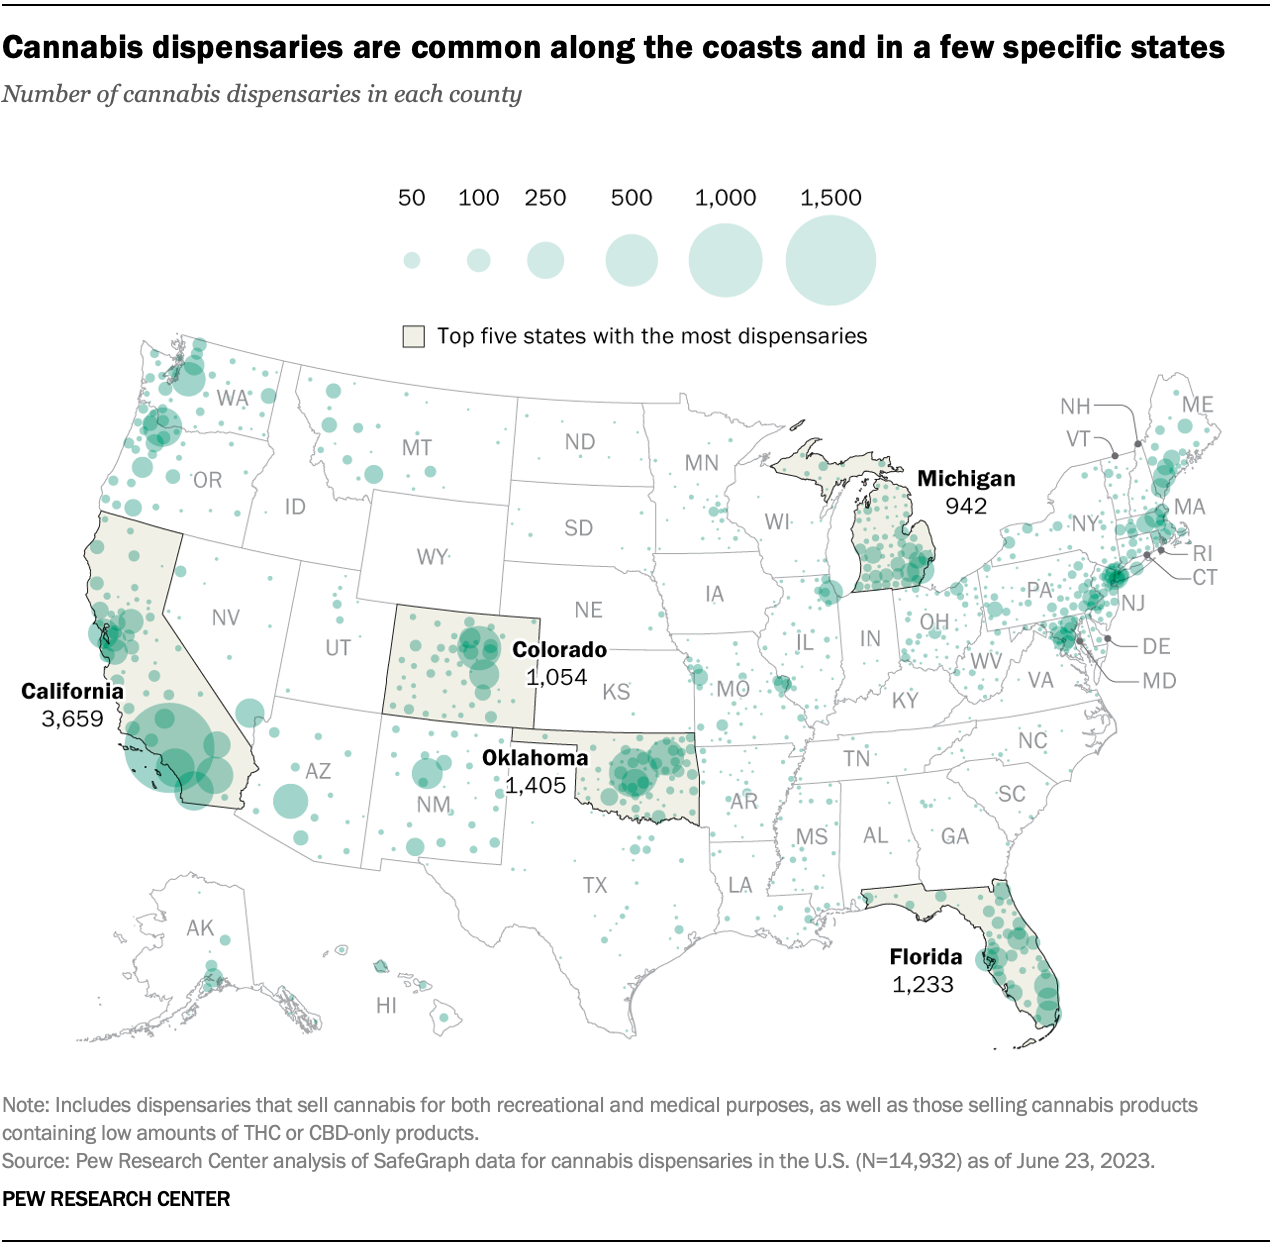 Cannabis dispensaries are common along the coasts and in a few specific states
Number of cannabis dispensaries in each county
50 100 250 500 1,000 1,500
Top five states with the most dispensaries
WA
MT
ND
MN
NH
ME
VT
OR
ID
SD
WI
Michigan
942
NY
MA
WY
RI
CT
NV
UT
NE
IA
PA
NJ
IL
IN
OH
DE
Colorado
1,054
KS
MO
WV
VA
MD
California
3,659
KY
Oklahoma
1,405
AZ
NM
AR
TN
NC
SC
MS
AL
GA
TX
LA
AK
HI
Florida
1,233
Note: Includes dispensaries that sell cannabis for both recreational and medical purposes, as well as those selling cannabis products
containing low amounts of THC or CBD-only products.
Source: Pew Research Center analysis of SafeGraph data for cannabis dispensaries in the U.S. (N=14,932) as of June 23, 2023.
PEW RESEARCH CENTER